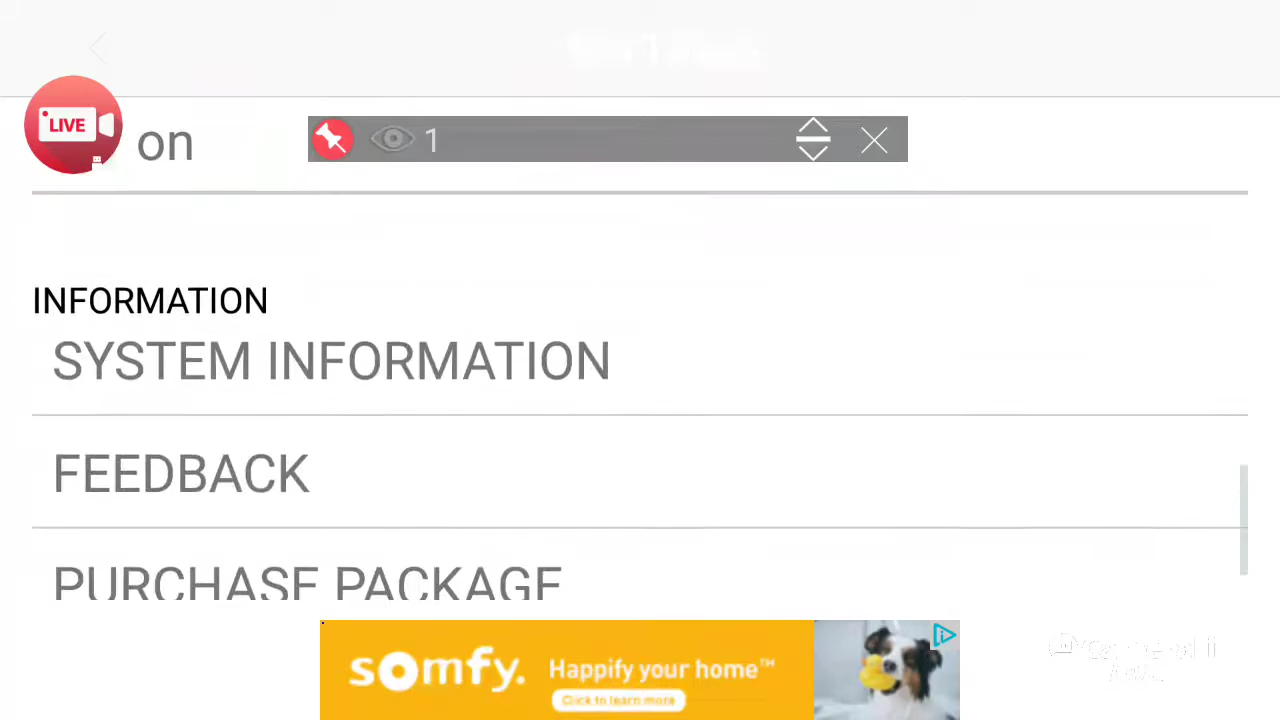 LIVE
on
1
INFORMATION
SYSTEM INFORMATION
FEEDBACK
PURCHASE PACKAGE
somfy.
Happify your home™
Click to learn more